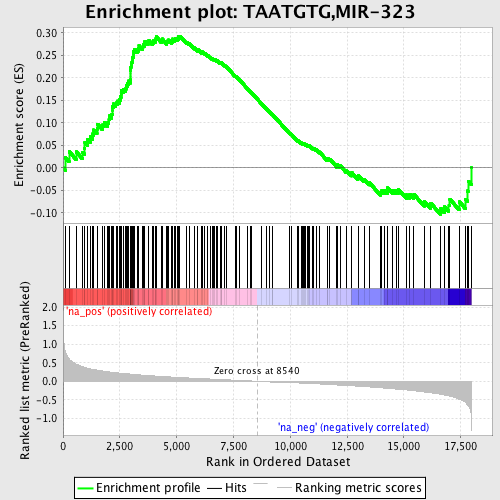 Enrichment plot: TAATGTG,MIR-323
Enrichment score (ES)
0.30
0.25
0.20
0.15
0.10
0.05
0.00
-0.05
-0.10
'na_pos' (positively correlated)
Ranked list metric (PreRanked)
2.0
1.5
1.0
0.5
0.0
-0.5
-1.0
Zero cross at 8540
'na_neg' (negatively correlated)
0 2,500 5,000 7,500 10,000 12,500 15,000 17,500
Rank in Ordered Dataset
Enrichment profile Hits Ranking metric scores